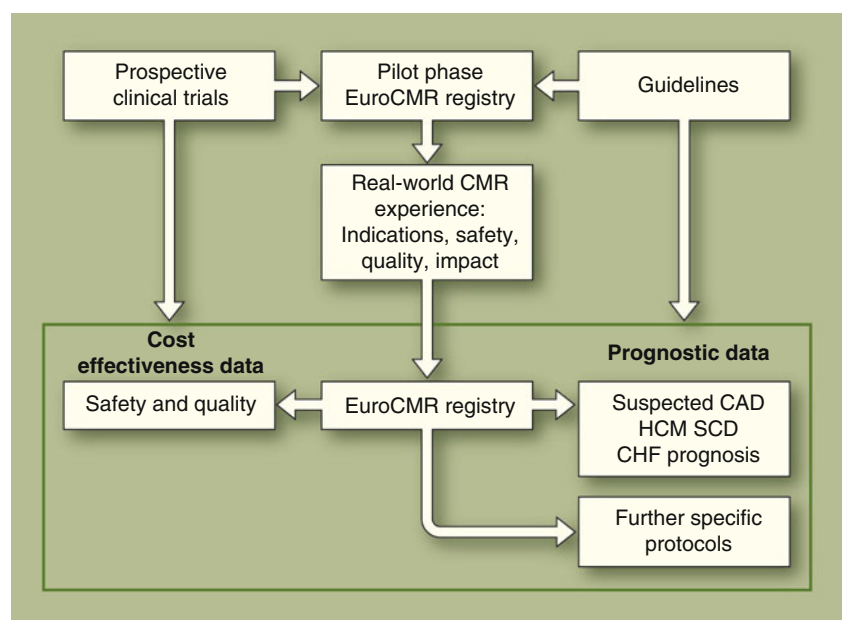 Prospective
clinical trials
Pilot phase
EuroCMR registry
Guidelines
Real-world CMR
experience:
Indications, safety,
quality, impact
Cost
effectiveness data
Prognostic data
Safety and quality
EuroCMR registry
Suspected CAD
HCM SCD
CHF prognosis
Further specific
protocols